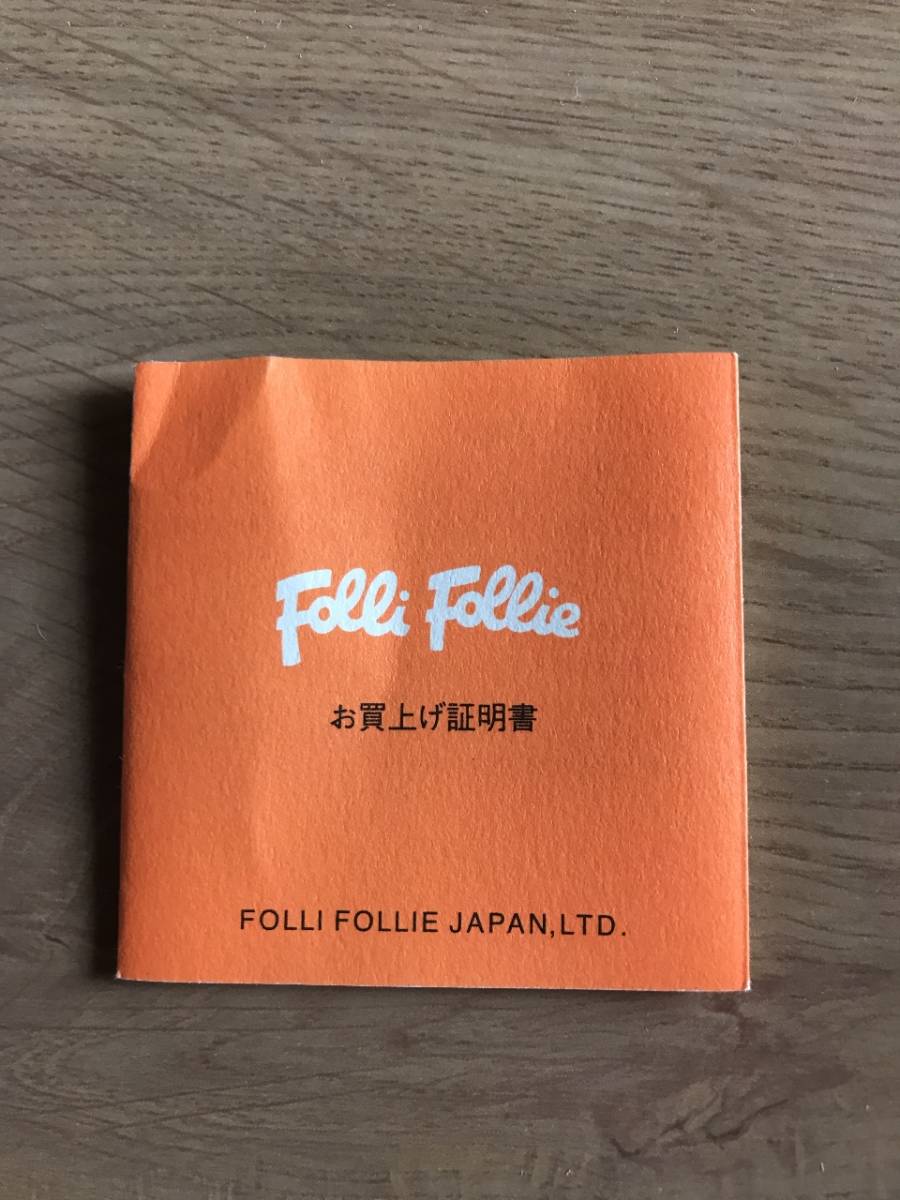 Folli Follie
お買上げ証明書
FOLLI FOLLIE JAPAN,LTD.